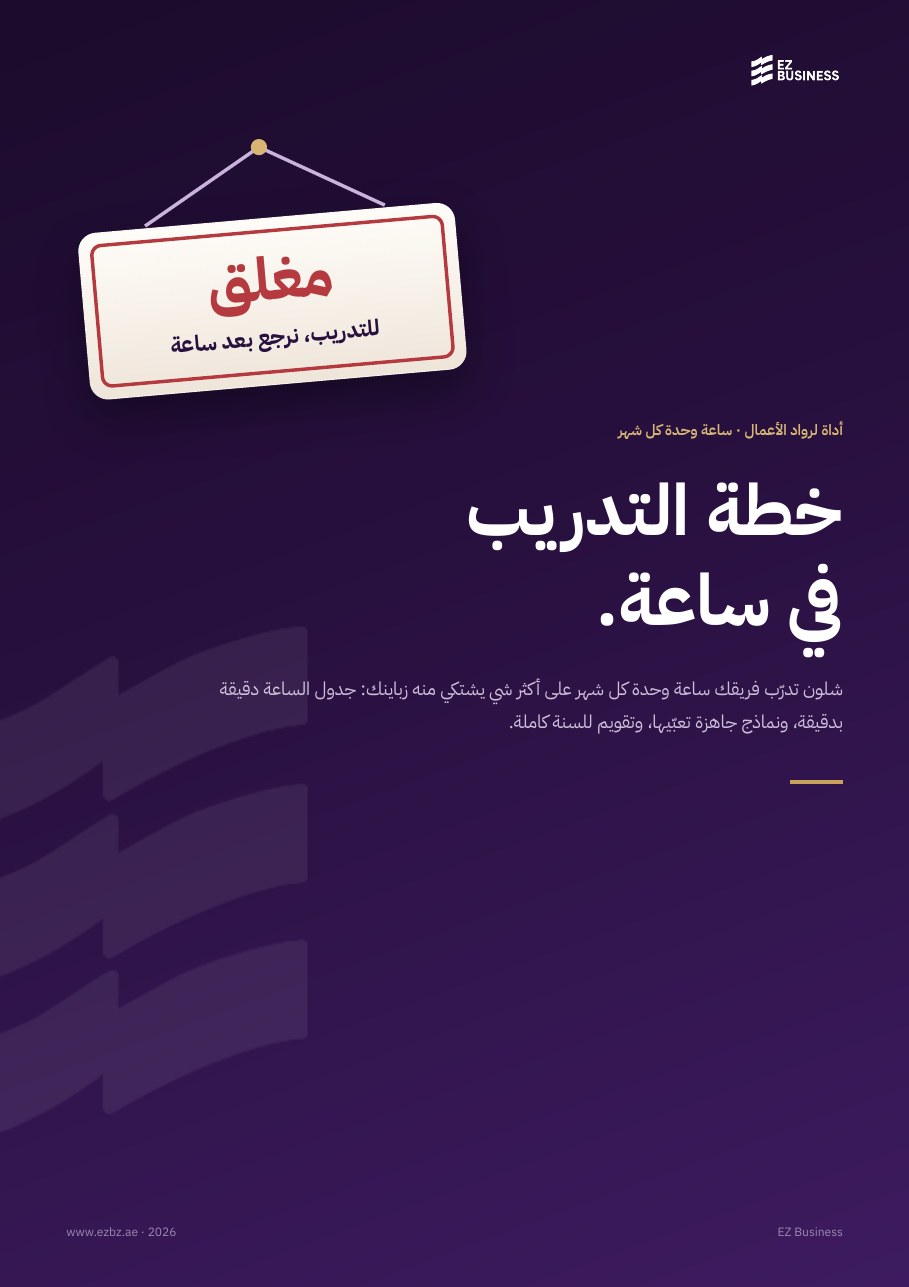 EZ
BUSINESS
مغلق
للتدريب، نرجع بعد ساعة
أداة لرواد الأعمال · ساعة وحدة كل شهر
خطة التدريب
في ساعة.
شلون تدرّب فريقك ساعة وحدة كل شهر على أكثر شي يشتكي منه زباينك: جدول الساعة دقيقة
بدقيقة، ونماذج جاهزة تعبّيها، وتقويم للسنة كاملة.
EZ Business
www.ezbz.ae · 2026